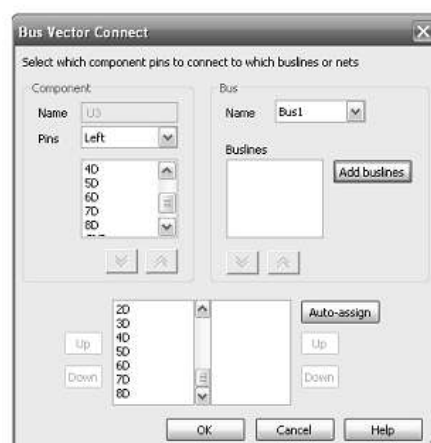 Bus Vector Connect
Select which component pins to connect to which buslines or nets
Component
Name U3
Pins Left
4D
5D
6D
7D
8D
Bus
Name Bus1
Buslines
Add buslines
2D
3D
4D
5D
6D
7D
8D
Auto-assign
Up
Down
Up
Down
OK
Cancel
Help